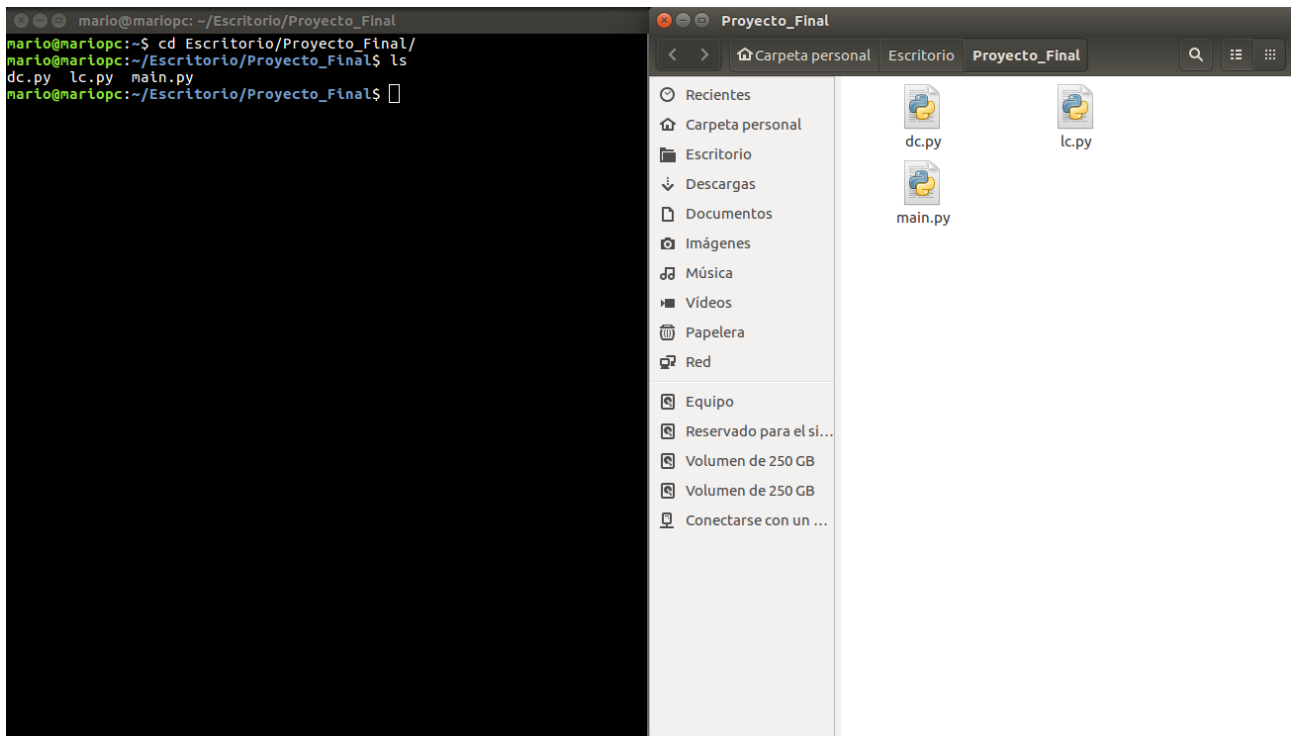 mario@mariopc: ~/Escritorio/Proyecto_Final
mario@mariopc:~$ cd Escritorio/Proyecto_Final/
mario@mariopc:~/Escritorio/Proyecto_Final$ ls
dc.py  lc.py  main.py
mario@mariopc:~/Escritorio/Proyecto_Final$
Proyecto_Final
Carpeta personal Escritorio Proyecto_Final
Recientes
Carpeta personal
Escritorio
Descargas
Documentos
Imágenes
Música
Vídeos
Papelera
Red
Equipo
Reservado para el si...
Volumen de 250 GB
Volumen de 250 GB
Conectarse con un ...
dc.py lc.py
main.py